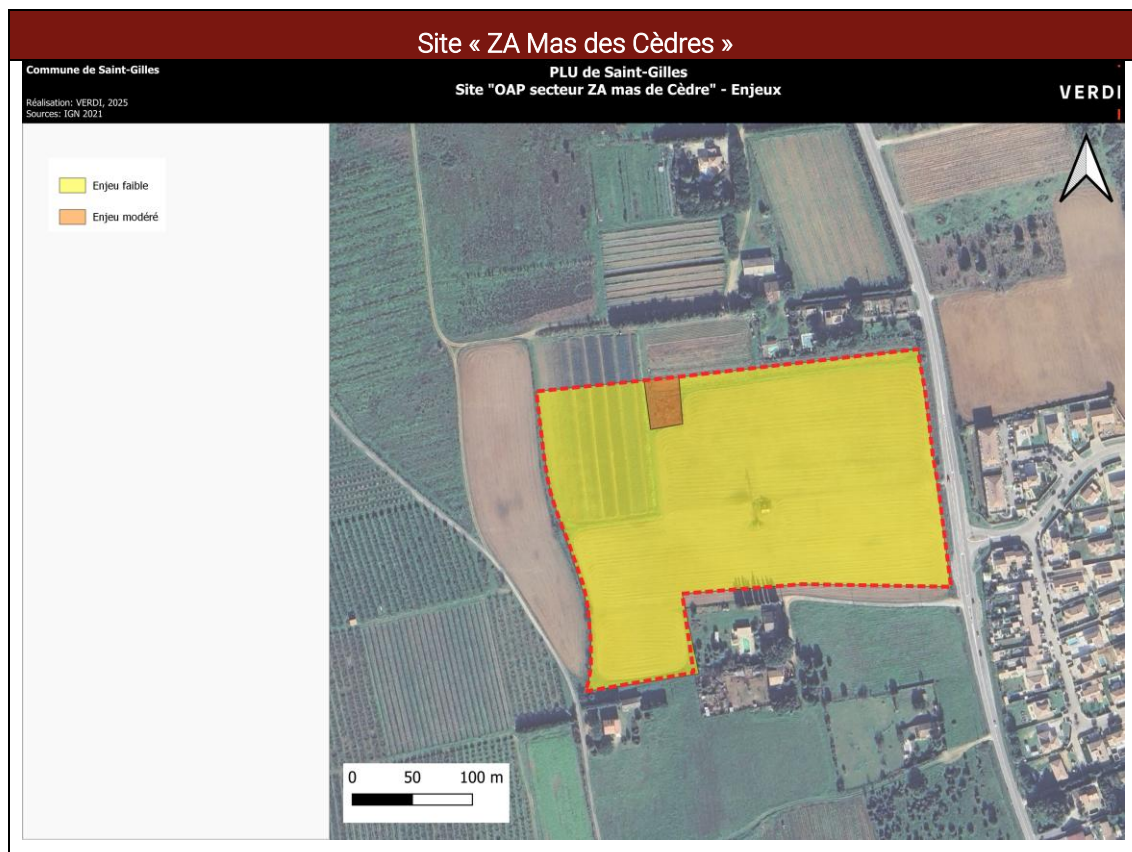 Site « ZA Mas des Cèdres »
Commune de Saint-Gilles
Réalisation: VERDI, 2025
Sources: IGN 2021
PLU de Saint-Gilles
Site "OAP secteur ZA mas de Cèdre" - Enjeux
VERDI
Enjeu faible
Enjeu modéré
0 50 100 m